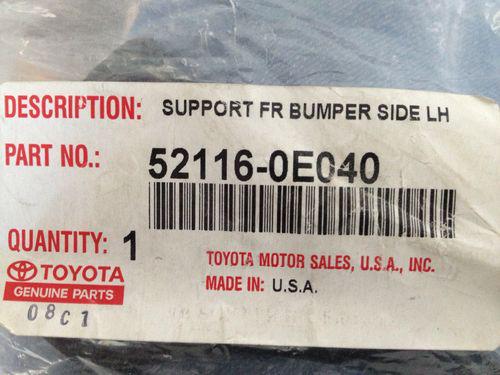 DESCRIPTION: SUPPORT FR BUMPER SIDE LH
PART NO.: 52116-0E040
QUANTITY: 1
TOYOTA MOTOR SALES, U.S.A., INC.
TOYOTA
MADE IN: U.S.A.
GENUINE PARTS
08C1